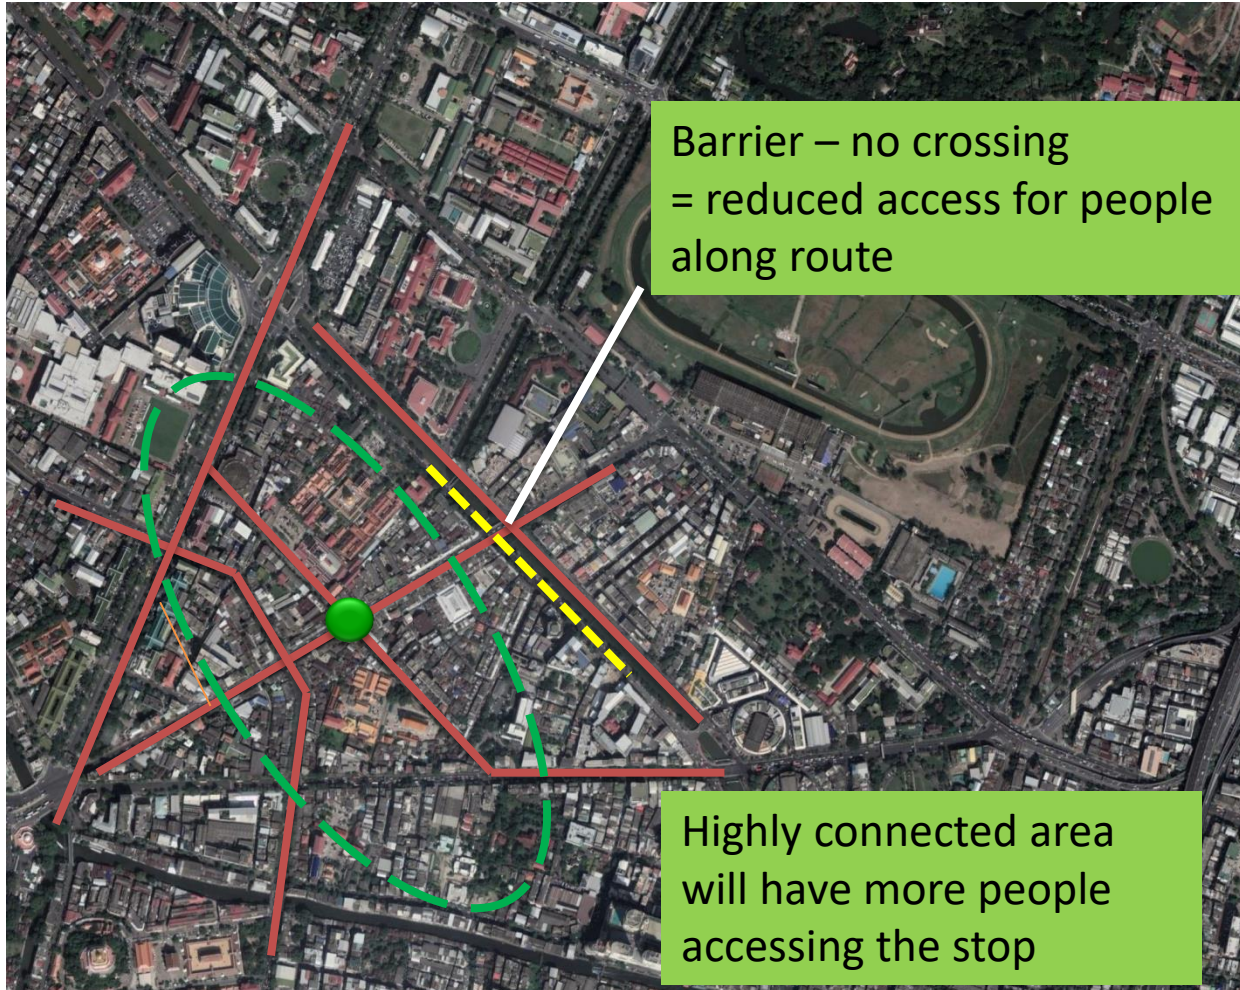 Barrier – no crossing
= reduced access for people
along route
Highly connected area
will have more people
accessing the stop